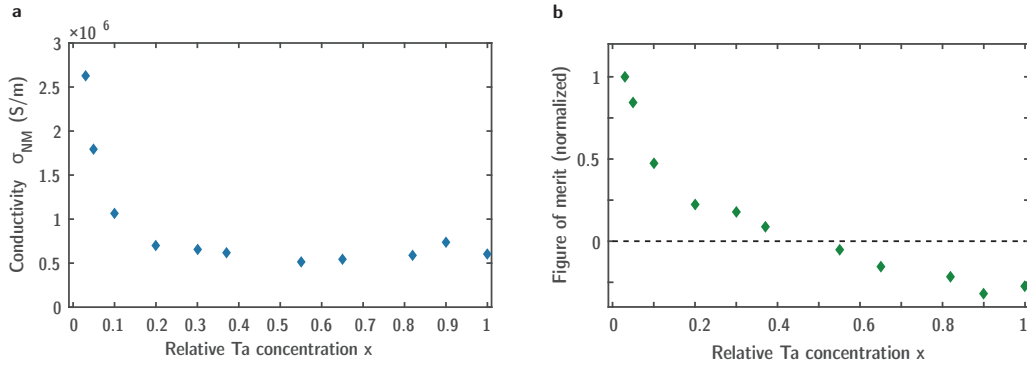 a
×10 6
3
2.5
2
1.5
1
0.5
0
0 0.1 0.2 0.3 0.4 0.5 0.6 0.7 0.8 0.9 1
Conductivity σNM (S/m)
Relative Ta concentration x
b
1
0.5
0
0 0.2 0.4 0.6 0.8 1
Figure of merit (normalized)
Relative Ta concentration x